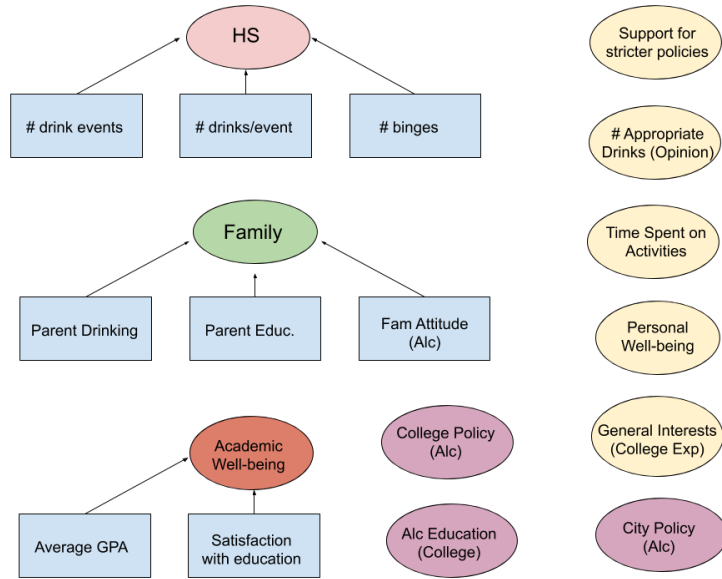 HS
Support for
stricter policies
# drink events
# drinks/event
# binges
# Appropriate
Drinks (Opinion)
Family
Time Spent on
Activities
Parent Drinking
Parent Educ.
Fam Attitude
(Alc)
Personal
Well-being
Academic
Well-being
College Policy
(Alc)
General Interests
(College Exp)
Average GPA
Satisfaction
with education
Alc Education
(College)
City Policy
(Alc)